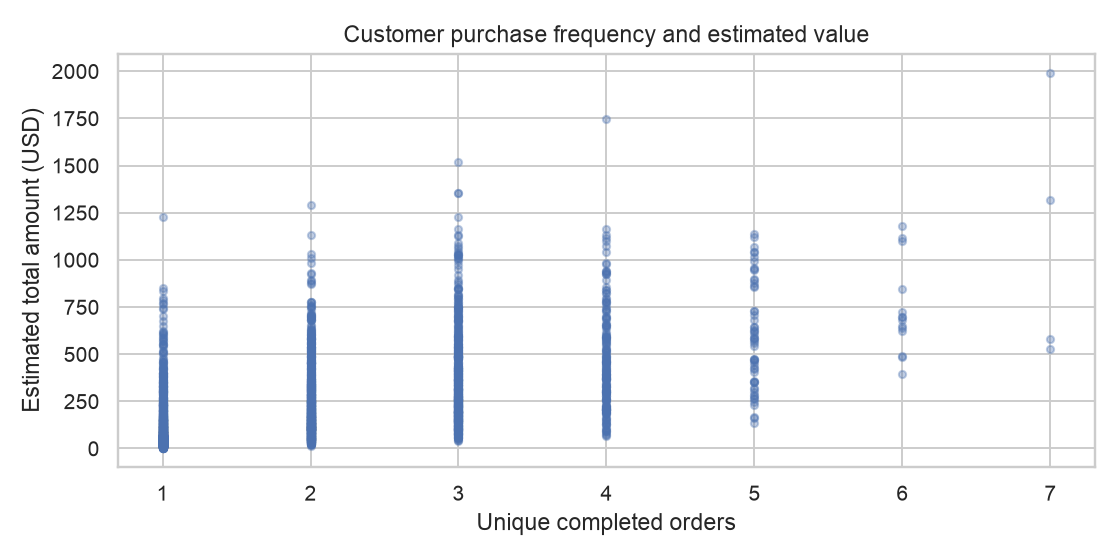 Customer purchase frequency and estimated value
Estimated total amount (USD)
2000
1750
1500
1250
1000
750
500
250
0
1 2 3 4 5 6 7
Unique completed orders